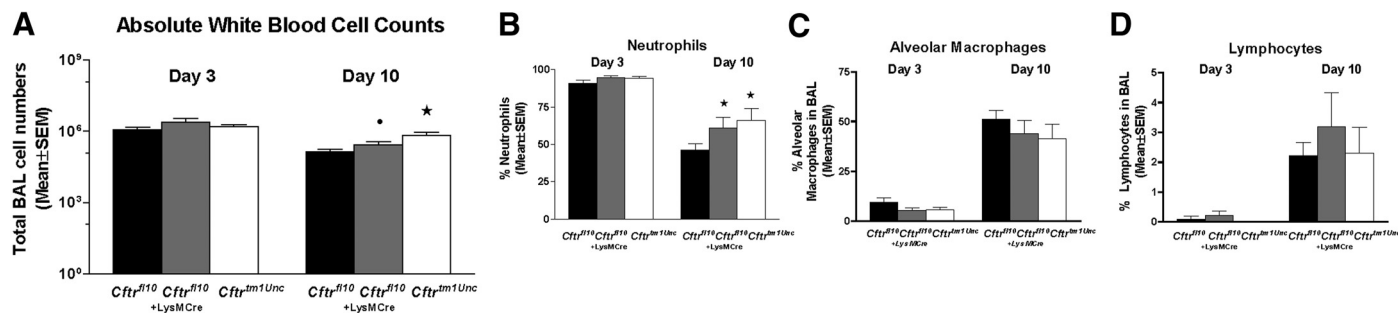 A
Absolute White Blood Cell Counts
Total BAL cell numbers
(Mean±SEM)
10⁹
10⁶
10³
10⁰
Day 3
Day 10
•
★
Cftrfl10 Cftrfl10 Cftrtm1Unc
+LysMCre
Cftrfl10 Cftrfl10 Cftrtm1Unc
+LysMCre
B
Neutrophils
% Neutrophils
(Mean±SEM)
100
75
50
25
0
Day 3
Day 10
★ ★
Cftrfl10 Cftrfl10 Cftrtm1Unc
+LysMCre
Cftrfl10 Cftrfl10 Cftrtm1Unc
+LysMCre
C
Alveolar Macrophages
% Alveolar
Macrophages in BAL
(Mean±SEM)
75
50
25
0
Day 3
Day 10
Cftrfl10 Cftrfl10 Cftrtm1Unc
+LysMCre
Cftrfl10 Cftrfl10 Cftrtm1Unc
+LysMCre
D
Lymphocytes
% Lymphocytes in BAL
(Mean±SEM)
5
4
3
2
1
0
Day 3
Day 10
Cftrfl10 Cftrfl10 Cftrtm1Unc
+LysMCre
Cftrfl10 Cftrfl10 Cftrtm1Unc
+LysMCre